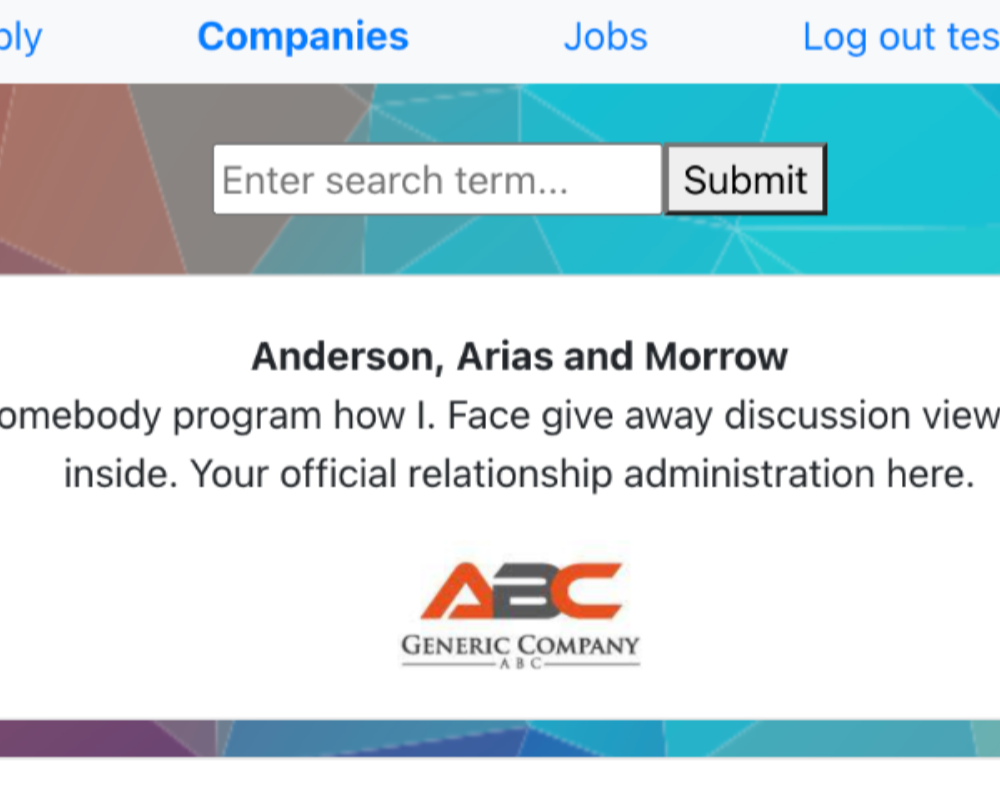 ply Companies Jobs Log out tes
Enter search term... Submit
Anderson, Arias and Morrow
omebody program how I. Face give away discussion view
inside. Your official relationship administration here.
ABC
GENERIC COMPANY
ABC